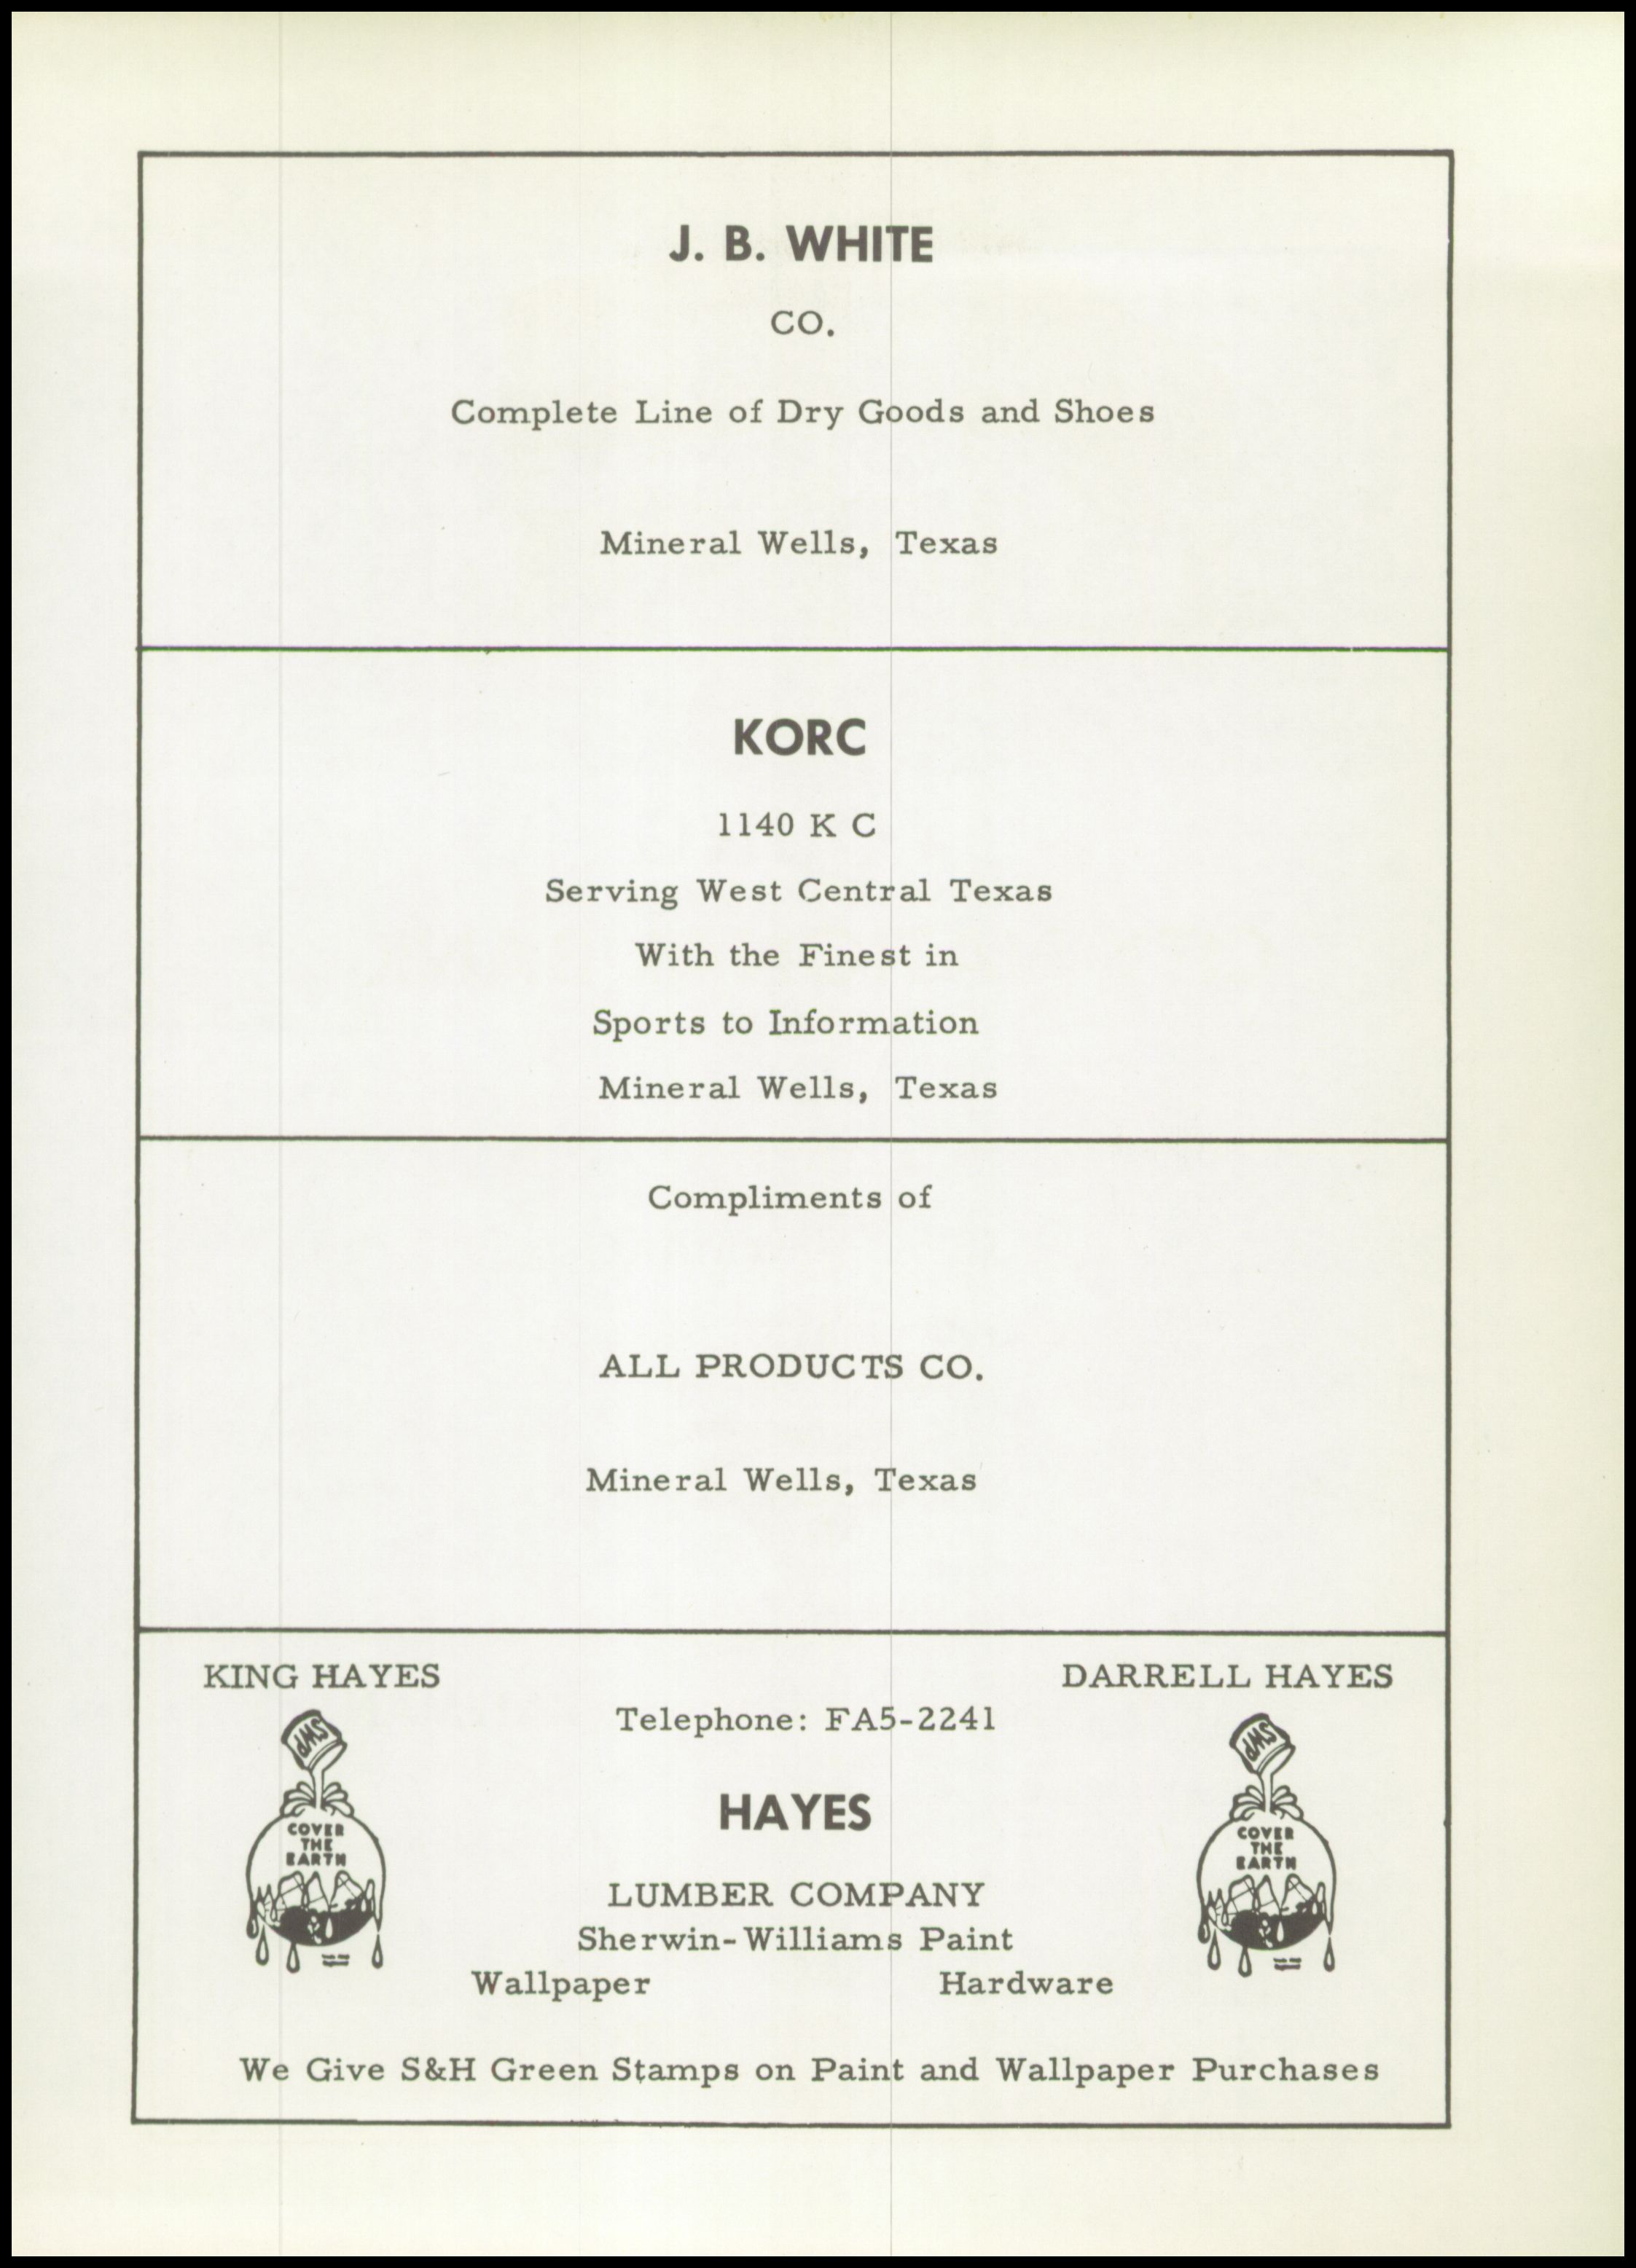 J. B. WHITE
CO.
Complete Line of Dry Goods and Shoes
Mineral Wells, Texas
KORC
1140 K C
Serving West Central Texas
With the Finest in
Sports to Information
Mineral Wells, Texas
Compliments of
ALL PRODUCTS CO.
Mineral Wells, Texas
KING HAYES
DARRELL HAYES
Telephone: FA5-2241
SWP
COVER
THE
EARTH
SWP
COVER
THE
EARTH
HAYES
LUMBER COMPANY
Sherwin-Williams Paint
Wallpaper Hardware
We Give S&H Green Stamps on Paint and Wallpaper Purchases